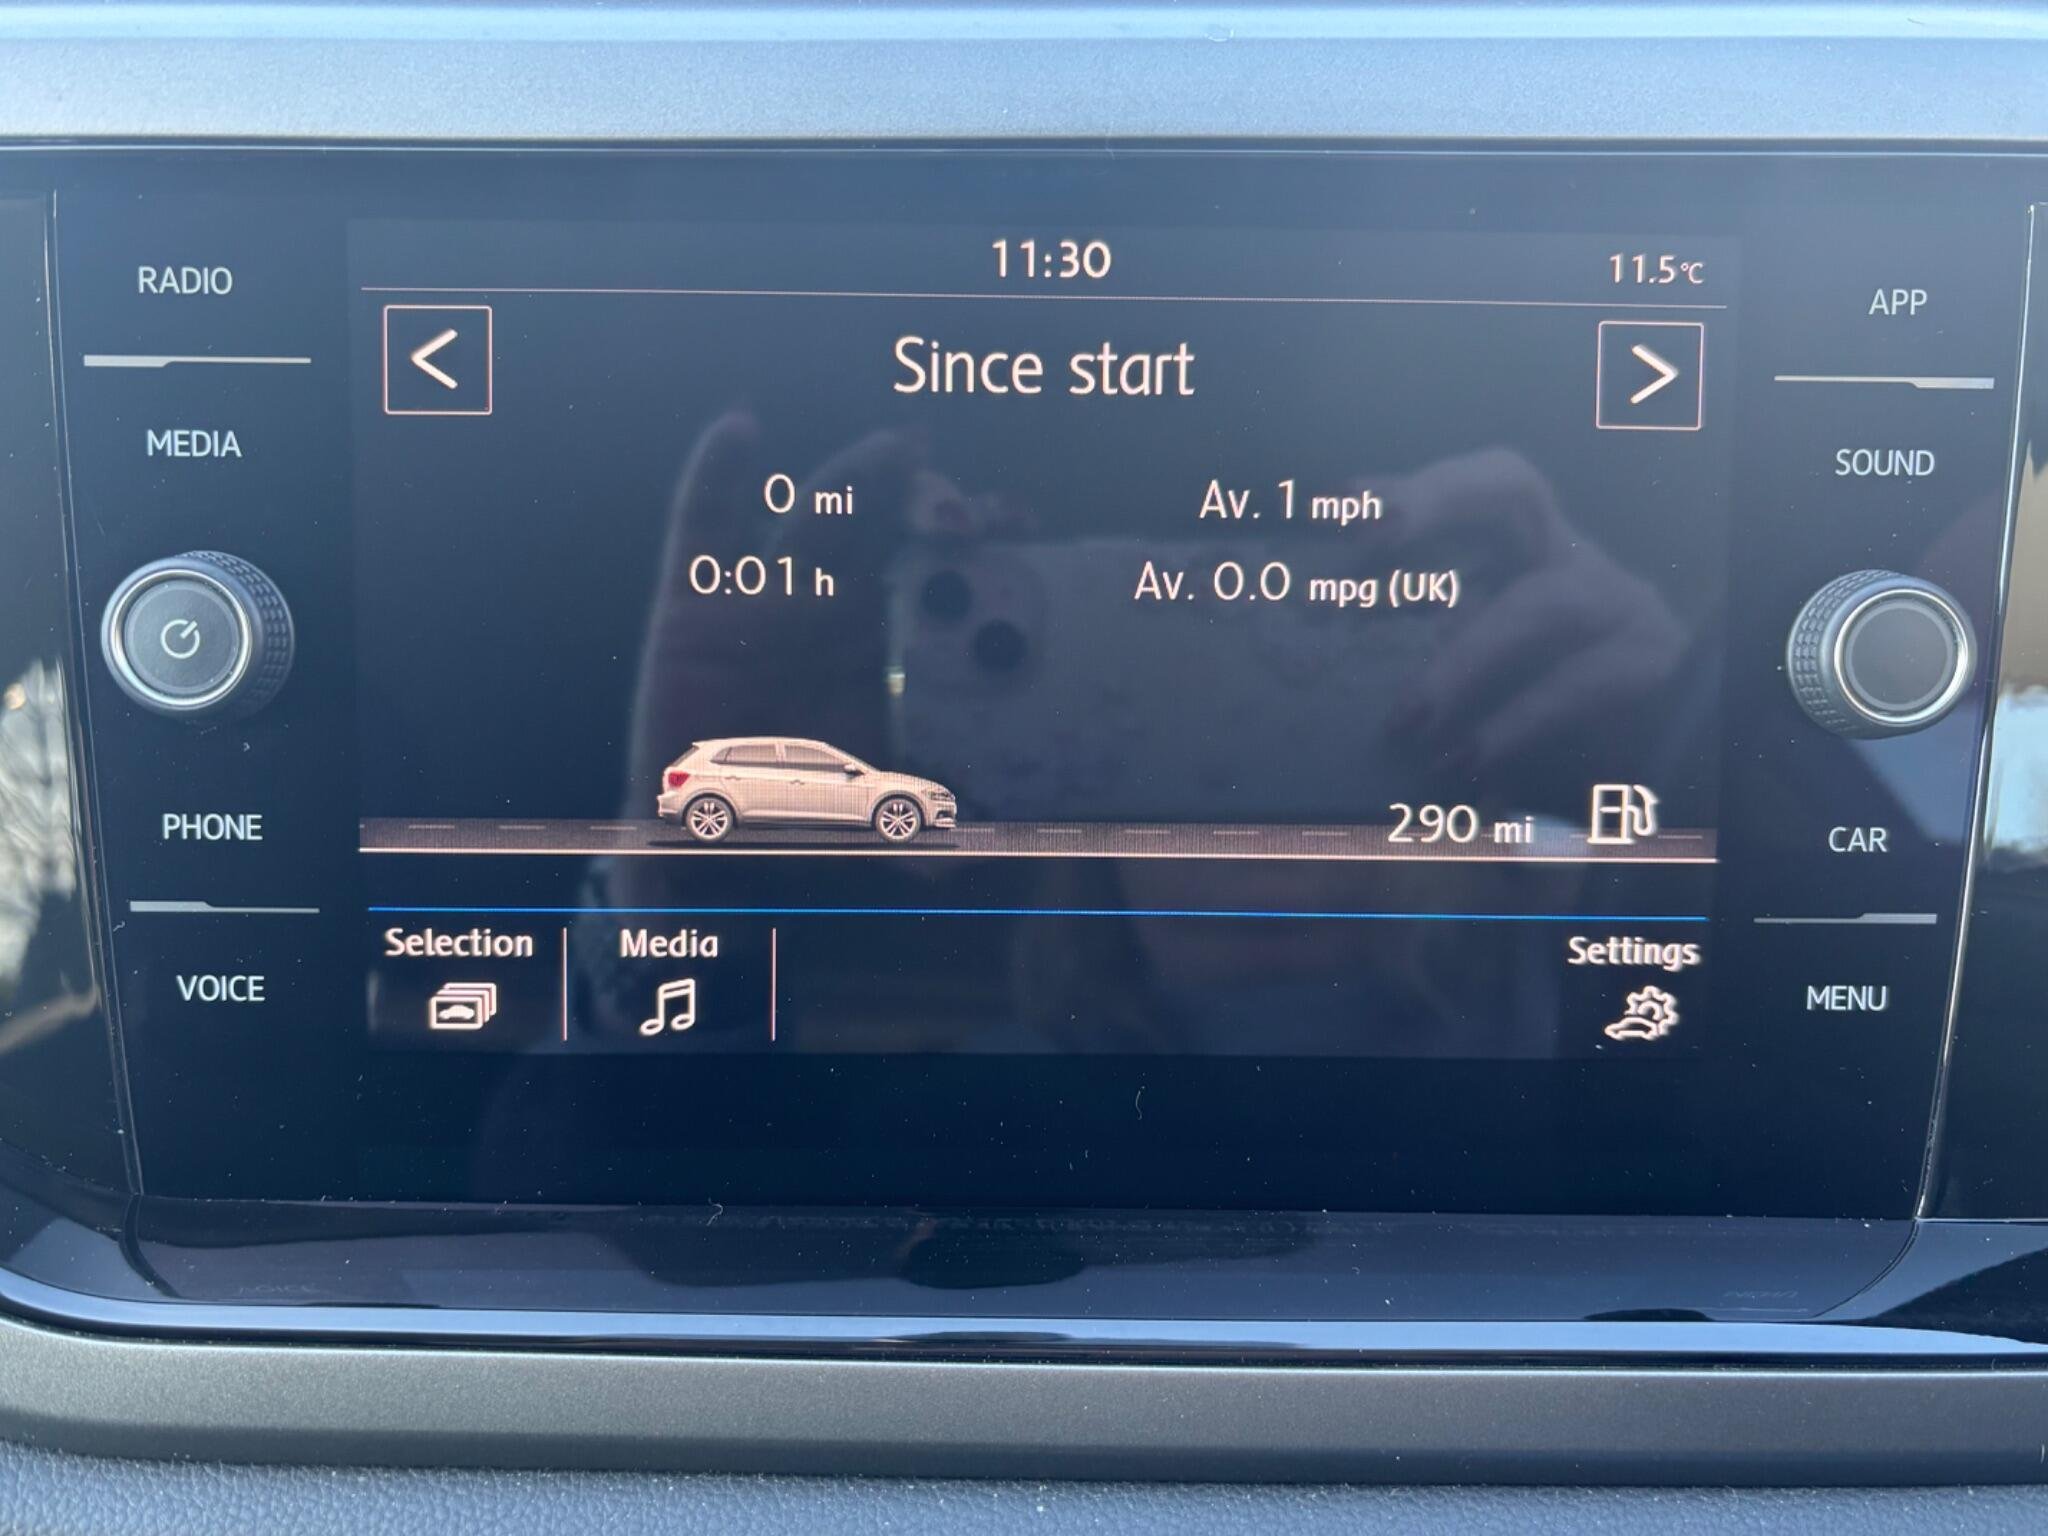 11:30
11.5°C
RADIO
APP
<
Since start
>
MEDIA
SOUND
0 mi
Av. 1 mph
0:01 h
Av. 0.0 mpg (UK)
290 mi
PHONE
CAR
Selection
Media
Settings
VOICE
MENU